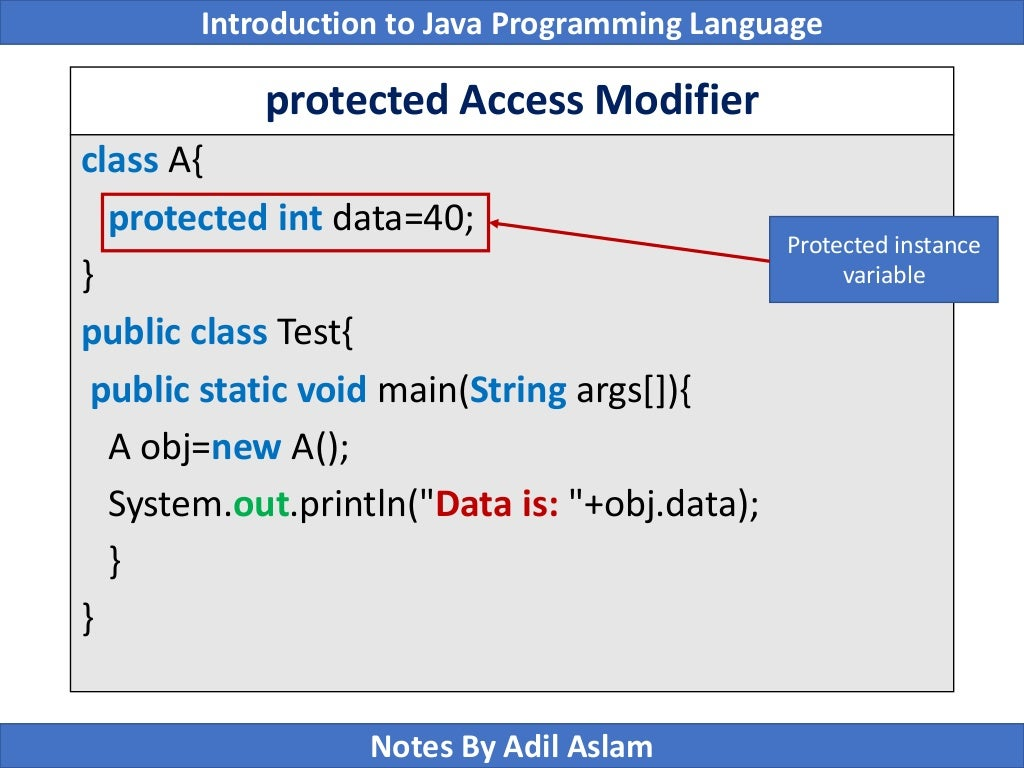 Introduction to Java Programming Language
protected Access Modifier
class A{
protected int data=40;
Protected instance
variable
}
public class Test{
public static void main(String args[]){
A obj=new A();
System.out.println("Data is: "+obj.data);
}
}
Notes By Adil Aslam